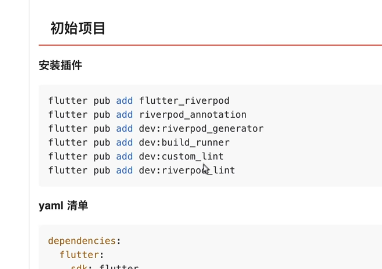 初始项目
安装插件
flutter pub add flutter_riverpod
flutter pub add riverpod_annotation
flutter pub add dev:riverpod_generator
flutter pub add dev:build_runner
flutter pub add dev:custom_lint
flutter pub add dev:riverpod_lint
yaml 清单
dependencies:
  flutter:
    sdk: flutter